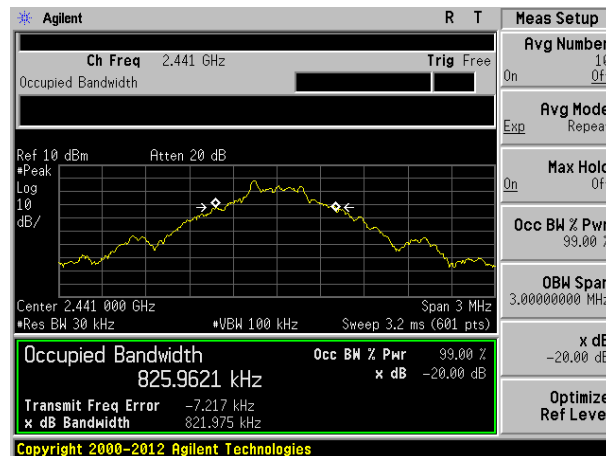 Agilent R T Meas Setup
Ch Freq 2.441 GHz Trig Free
Occupied Bandwidth
Avg Number
10
On Off
Avg Mode
Exp Repeat
Max Hold
On Off
Occ BW % Pwr
99.00 %
OBW Span
3.00000000 MHz
x dB
-20.00 dB
Optimize
Ref Level
Ref 10 dBm Atten 20 dB
#Peak
Log
10
dB/
Center 2.441 000 GHz Span 3 MHz
#Res BW 30 kHz #VBW 100 kHz Sweep 3.2 ms (601 pts)
Occupied Bandwidth Occ BW % Pwr 99.00 %
825.9621 kHz x dB -20.00 dB
Transmit Freq Error -7.217 kHz
x dB Bandwidth 821.975 kHz
Copyright 2000-2012 Agilent Technologies